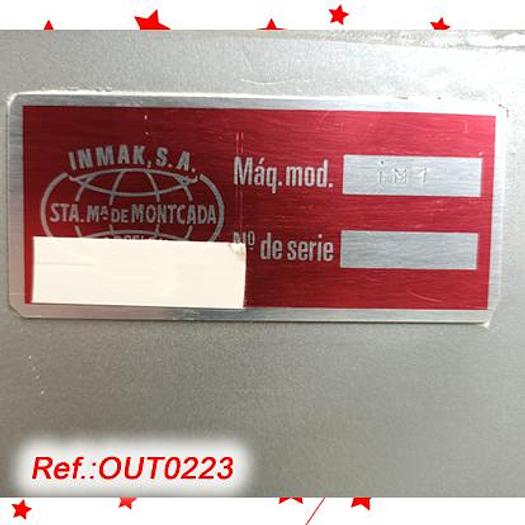 INMAK, S.A.
STA. Mª DE MONTCADA
Máq. mod. iM1
Nº de serie
Ref.:OUT0223